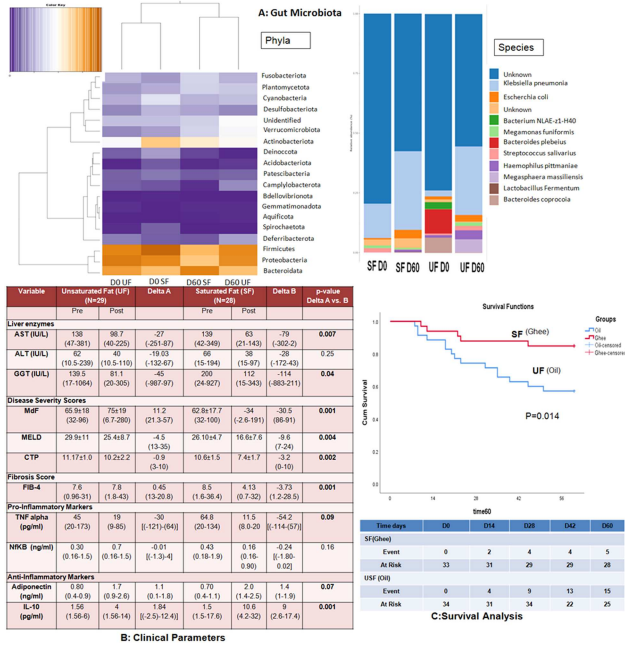 Color Key
A: Gut Microbiota
Phyla
Fusobacteriota
Plantomycetota
Cyanobacteria
Desulfobacteriota
Unidentified
Verrucomicrobiota
Actinobacteriota
Deinoccota
Acidobacteriota
Patescibacteria
Camplylobacterota
Bdellovibrionota
Gemmatimonadota
Aquificota
Spirochaetota
Deferribacterota
Firmicutes
Proteobacteria
Bacteroidata
D0 UF D0 SF D60 SF D60 UF
Species
Unknown
Klebsiella pneumonia
Escherchia coli
Unknown
Bacterium NLAE-z1-H40
Megamonas funiformis
Bacteroides plebeius
Streptococcus salivarius
Haemophilus pittmaniae
Megasphaera massiliensis
Lactobacillus Fermentum
Bacteroides coprocoia
SF D0 SF D60 UF D0 UF D60
Variable Unsaturated Fat (UF) (N=29) Delta A Saturated Fat (SF) (N=28) Delta B p-value Delta A vs. B
Pre Post Pre Post
Liver enzymes
AST (IU/L) 138 98.7 -27 139 63 -79 0.007
(47-381) (40-225) (251-87) (42-349) (21-143) (-302-2)
ALT (IU/L) 62 40 -19.03 66 38 -28 0.25
(10.5-239) (10.5-110) (-132-67) (15-194) (15-97) (-172-43)
GGT (IU/L) 139.5 81.1 -45 200 112 -114 0.04
(17-1064) (20-305) (-987-97) (24-927) (15-343) (-883-211)
Disease Severity Scores
MdF 65.9±18 75±19 11.2 62.8±17.7 -34 -30.5 0.001
(32-96) (6.7-280) (21.3-57) (32-100) (-2.6-191) (86-91)
MELD 29.9±11 25.4±8.7 -4.5 26.10±4.7 16.6±7.6 -9.6 0.004
(13-35) (7-24)
CTP 11.17±1.0 10.2±2.2 -0.9 10.6±1.5 7.4±1.7 -3.2 0.002
(3-10) (0-10)
Fibrosis Score
FIB-4 7.6 7.8 0.45 8.5 4.13 -3.73 0.001
(0.96-31) (1.8-43) (13-20.8) (1.6-36.4) (0.7-32) (1.2-28.5)
Pro-Inflammatory Markers
TNF alpha (pg/ml) 45 19 -30 64.8 11.5 -54.2 0.09
(20-173) (9-85) [(-121)-(64)] (20-134) (8.0-20 [-114-(57)]
NfKB (ng/ml) 0.30 0.7 -0.01 0.43 0.16 -0.24 0.16
(0.16-1.5) (0.16-1.5) [(-1.3)-4] (0.18-1.9) (0.16-0.90) [(-1.80-0.02]
Anti-Inflammatory Markers
Adiponectin (ng/ml) 0.80 1.7 1.1 0.70 2.0 1.4 0.07
(0.4-0.9) (0.9-2.6) (0.1-1.8) (0.4-1.1) (1.4-2.5) (1-1.9)
IL-10 (pg/ml) 1.56 4 1.84 1.5 10.6 9 0.001
(1.56-6) (1.56-14) [(-2.5)-12.4)] (1.5-17.6) (4.2-32) (2.6-17.4)
B: Clinical Parameters
Survival Functions
Groups
Oil
Ghee
Oil-censored
Ghee-censored
SF (Ghee)
UF (Oil)
P=0.014
Cum Survival
1.0
0.8
0.6
0.4
0.2
0.0
0 14 28 42 56
time60
Time days D0 D14 D28 D42 D60
SF(Ghee)
Event 0 2 4 4 5
At Risk 33 31 29 29 28
USF (Oil)
Event 0 4 9 13 15
At Risk 34 31 34 22 25
C:Survival Analysis